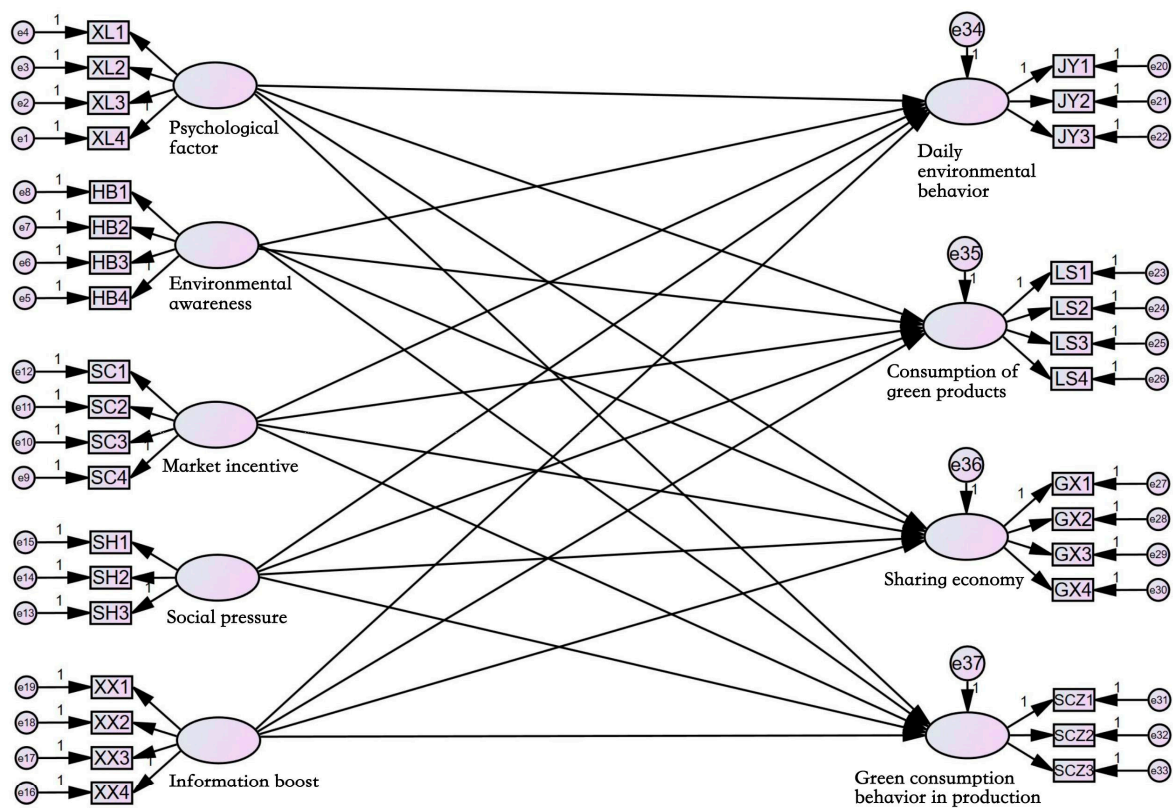 e4 1 XL1
e3 1 XL2
e2 1 XL3 1
e1 1 XL4
Psychological
factor
e8 1 HB1
e7 1 HB2
e6 1 HB3 1
e5 1 HB4
Environmental
awareness
e12 1 SC1
e11 1 SC2
e10 1 SC3 1
e9 1 SC4
Market incentive
e15 1 SH1
e14 1 SH2
e13 1 SH3 1
Social pressure
e19 1 XX1
e18 1 XX2
e17 1 XX3 1
e16 1 XX4
Information boost
e34
1
1 JY1 1 e20
JY2 1 e21
JY3 1 e22
Daily
environmental
behavior
e35
1
1 LS1 1 e23
LS2 1 e24
LS3 1 e25
LS4 1 e26
Consumption of
green products
e36
1
1 GX1 1 e27
GX2 1 e28
GX3 1 e29
GX4 1 e30
Sharing economy
e37
1
1 SCZ1 1 e31
SCZ2 1 e32
SCZ3 1 e33
Green consumption
behavior in production